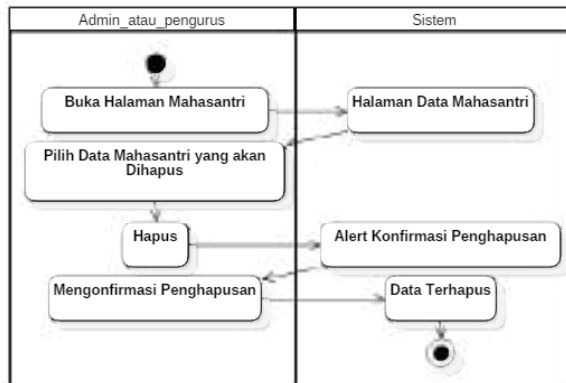 Admin_atau_pengurus
Sistem
Buka Halaman Mahasantri
Halaman Data Mahasantri
Pilih Data Mahasantri yang akan
Dihapus
Hapus
Alert Konfirmasi Penghapusan
Mengonfirmasi Penghapusan
Data Terhapus